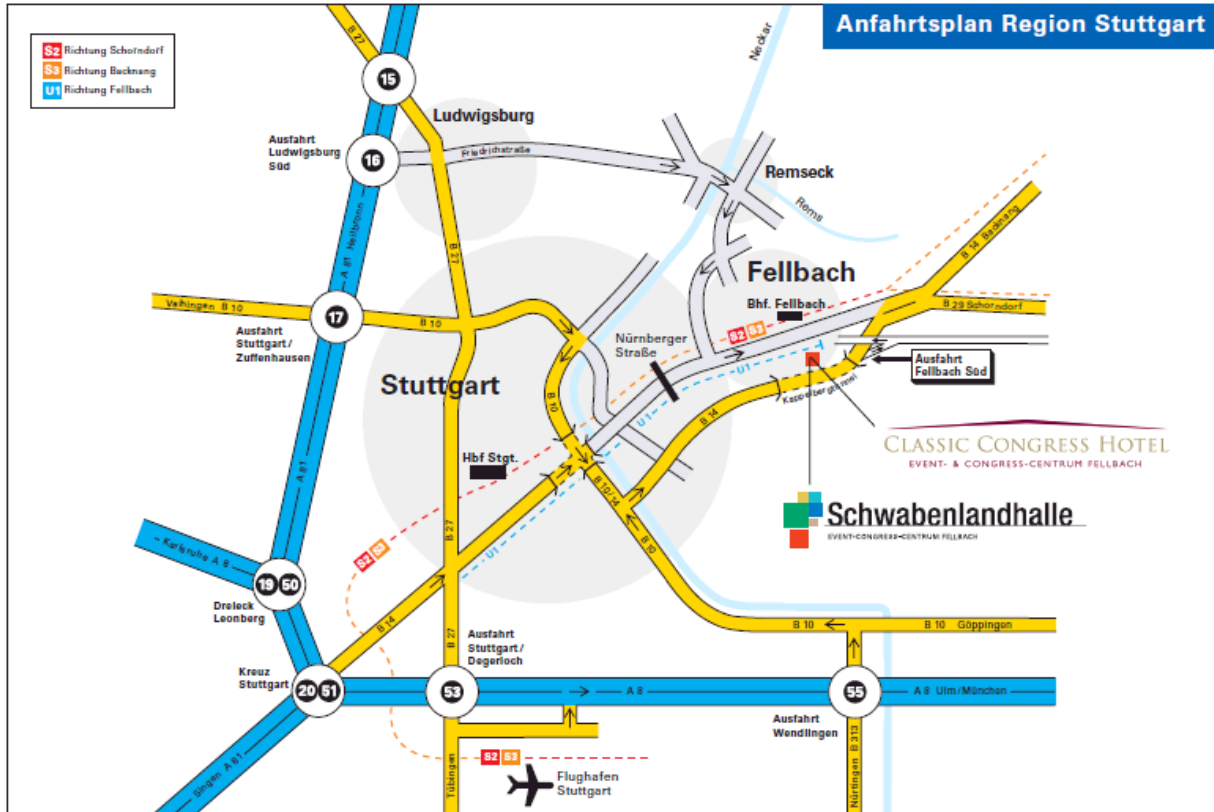 Anfahrtsplan Region Stuttgart
S2 Richtung Schorndorf
S3 Richtung Backnang
U1 Richtung Fellbach
B 27
15
Neckar
Ludwigsburg
Ausfahrt
Ludwigsburg
Süd
16
Friedrichstraße
Remseck
Rems
A 81 Heilbronn
B 27
B 14 Backnang
Fellbach
Bhf. Fellbach
Vaihingen B 10
17
B 10
B 29 Schorndorf
Ausfahrt
Stuttgart/
Zuffenhausen
Nürnberger
Straße
S2 S3
U1
Ausfahrt
Fellbach Süd
Stuttgart
B 10
U1
B 14
Kappelbergtunnel
CLASSIC CONGRESS HOTEL
EVENT- & CONGRESS-CENTRUM FELLBACH
A 81
Hbf Stgt.
B 10/14
Schwabenlandhalle
EVENT-CONGRESS-CENTRUM FELLBACH
B 27
Karlsruhe A 8
S2 S3
U1
B 10
19 50
Dreieck
Leonberg
B 14
B 27
Ausfahrt
Stuttgart/
Degerloch
B 10
B 10 Göppingen
Kreuz
Stuttgart
20 51
53
A 8
55
A 8 Ulm/München
Ausfahrt
Wendlingen
Singen A 81
Tübingen
S2 S3
Flughafen
Stuttgart
Nürtingen B 313